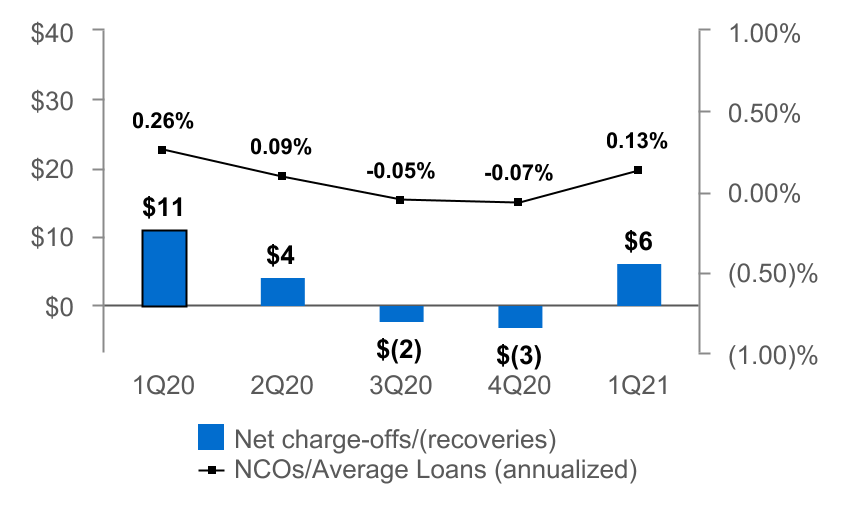 $40 1.00%
$30 0.50%
0.26% 0.09% -0.05% -0.07% 0.13%
$20 0.00%
$11 $4 $(2) $(3) $6
$10 (0.50)%
$0 (1.00)%
1Q20 2Q20 3Q20 4Q20 1Q21
Net charge-offs/(recoveries)
NCOs/Average Loans (annualized)